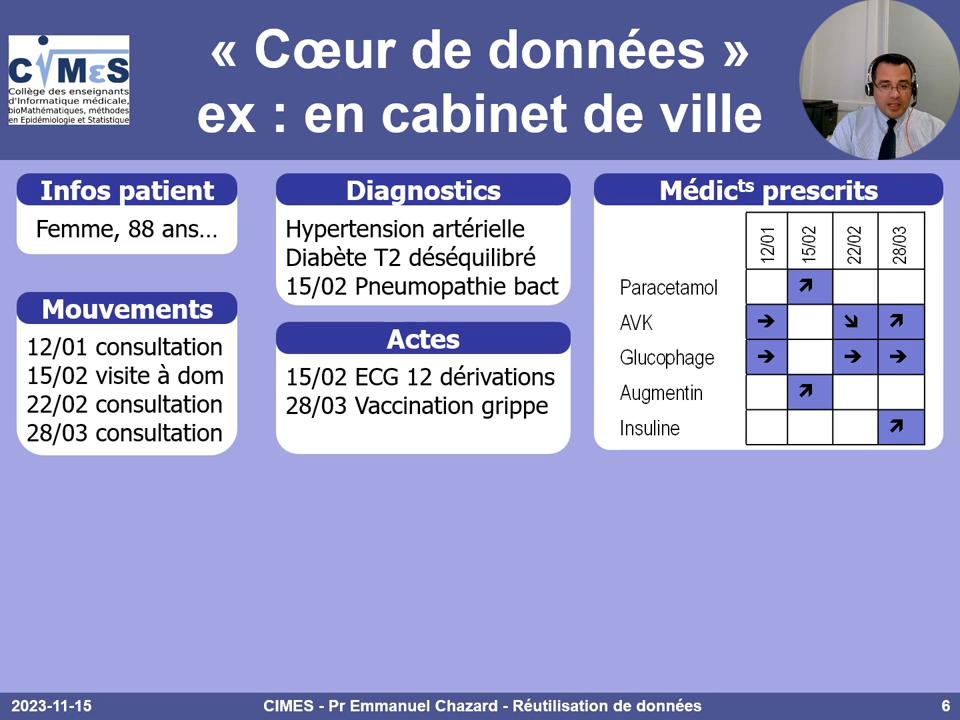 CIMεS
Collège des enseignants
d'Informatique médicale,
bioMathématiques, méthodes
en Epidémiologie et Statistique
« Cœur de données »
ex : en cabinet de ville
Infos patient
Femme, 88 ans…
Mouvements
12/01 consultation
15/02 visite à dom
22/02 consultation
28/03 consultation
Diagnostics
Hypertension artérielle
Diabète T2 déséquilibré
15/02 Pneumopathie bact
Actes
15/02 ECG 12 dérivations
28/03 Vaccination grippe
Médicts prescrits
12/01 15/02 22/02 28/03
Paracetamol ➔
AVK ➔ ➔ ➔
Glucophage ➔ ➔ ➔
Augmentin ➔
Insuline ➔
2023-11-15 CIMES - Pr Emmanuel Chazard - Réutilisation de données 6